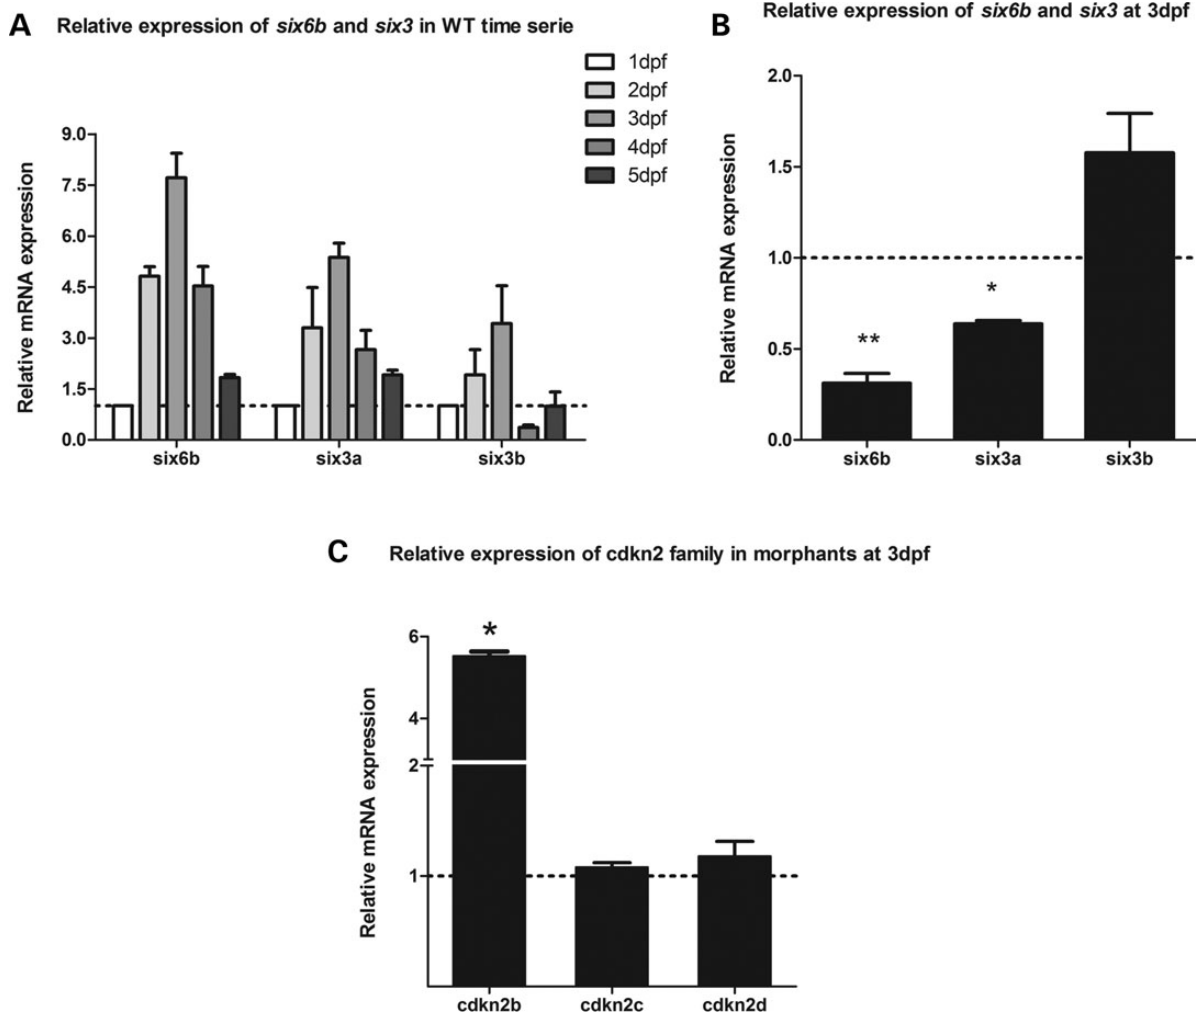 A Relative expression of six6b and six3 in WT time serie
1dpf
2dpf
3dpf
4dpf
5dpf
Relative mRNA expression
9.0
7.5
6.0
4.5
3.0
1.5
0.0
six6b six3a six3b
B Relative expression of six6b and six3 at 3dpf
Relative mRNA expression
2.0
1.5
1.0
0.5
0.0
**
*
six6b six3a six3b
C Relative expression of cdkn2 family in morphants at 3dpf
Relative mRNA expression
6
4
2
2
1
*
cdkn2b cdkn2c cdkn2d